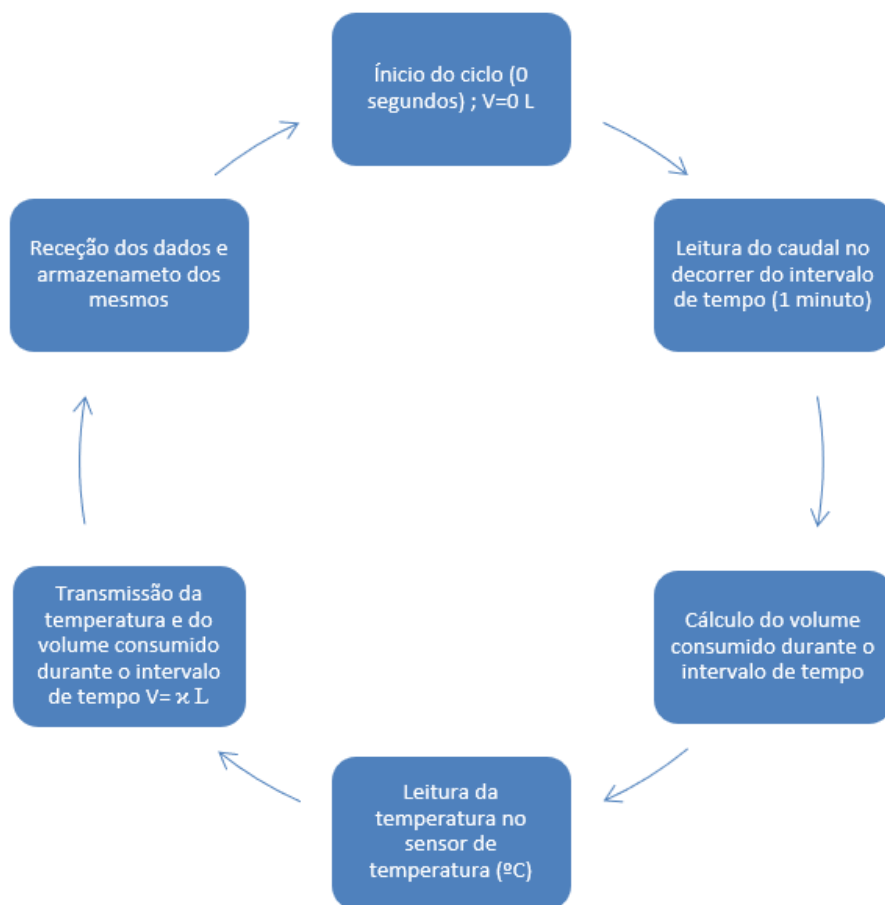 Ínicio do ciclo (0
segundos) ; V=0 L
Leitura do caudal no
decorrer do intervalo
de tempo (1 minuto)
Cálculo do volume
consumido durante o
intervalo de tempo
Leitura da
temperatura no
sensor de
temperatura (ºC)
Transmissão da
temperatura e do
volume consumido
durante o intervalo
de tempo V= ϰ L
Receção dos dados e
armazenameto dos
mesmos